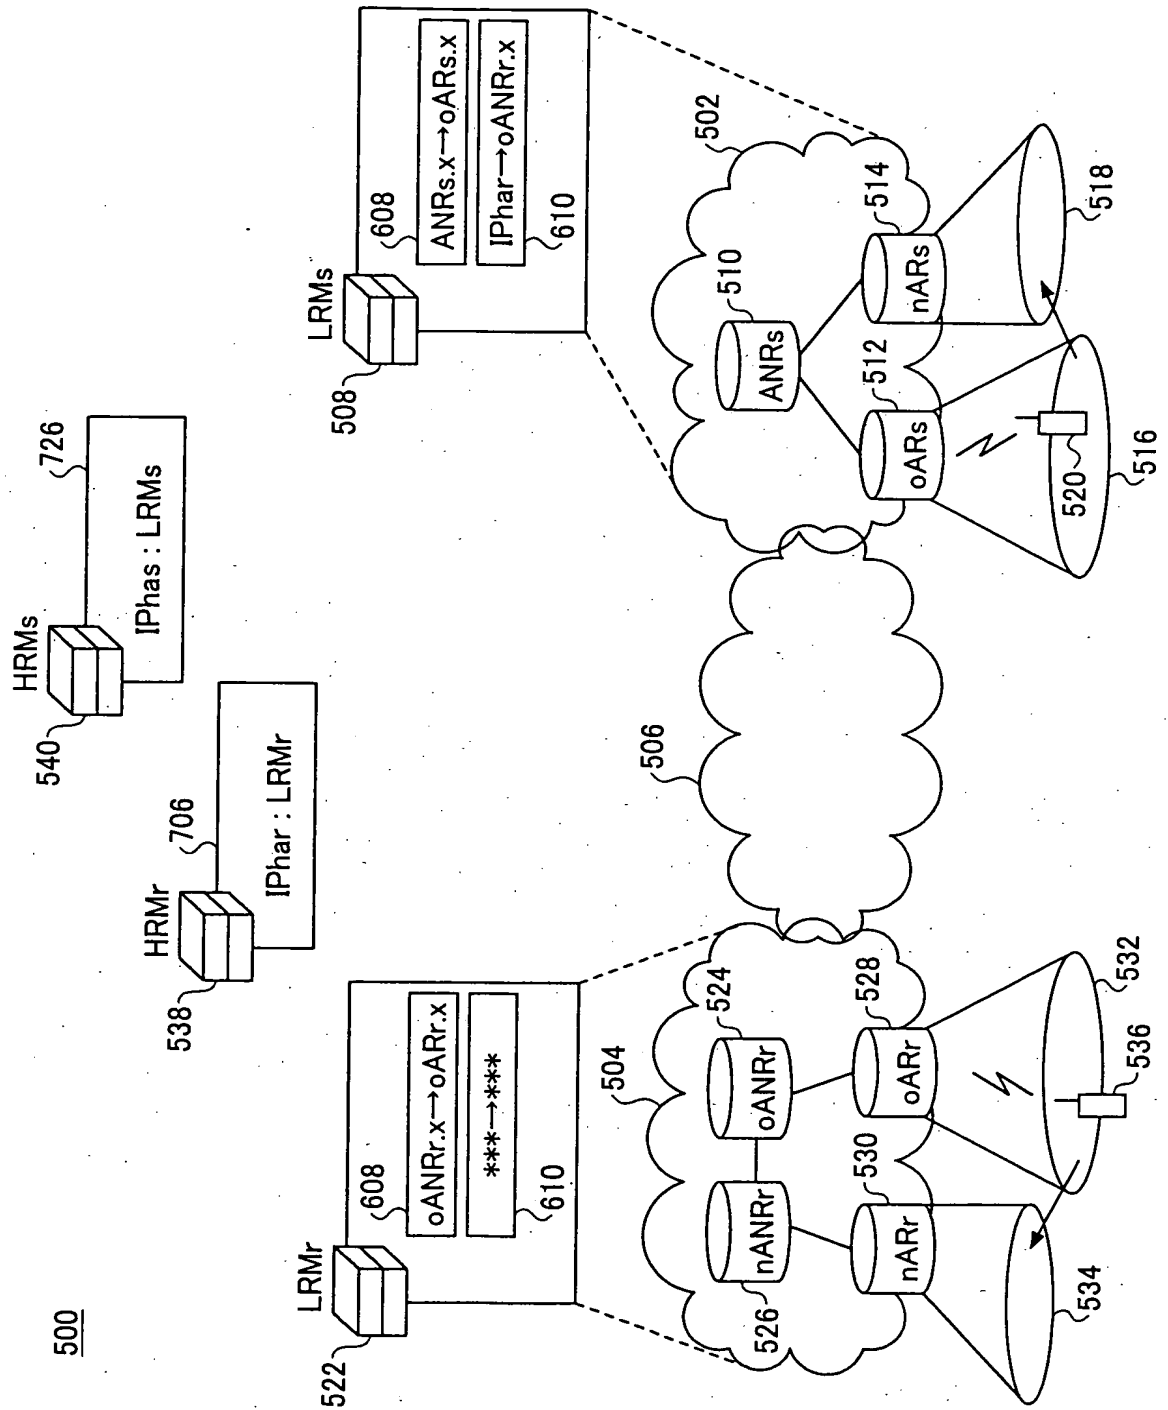 500
HRMs
540
726
IPhas : LRMs
HRMr
538
706
IPhar : LRMr
LRMr
522
608
oANRr.x→oARr.x
***→***
610
LRMs
508
608
ANRs.x→oARs.x
IPhar→oANRr.x
610
504
506
502
nANRr
526
oANRr
524
ANRs
510
nARr
530
oARr
528
oARs
512
nARs
514
534
532
536
520
516
518